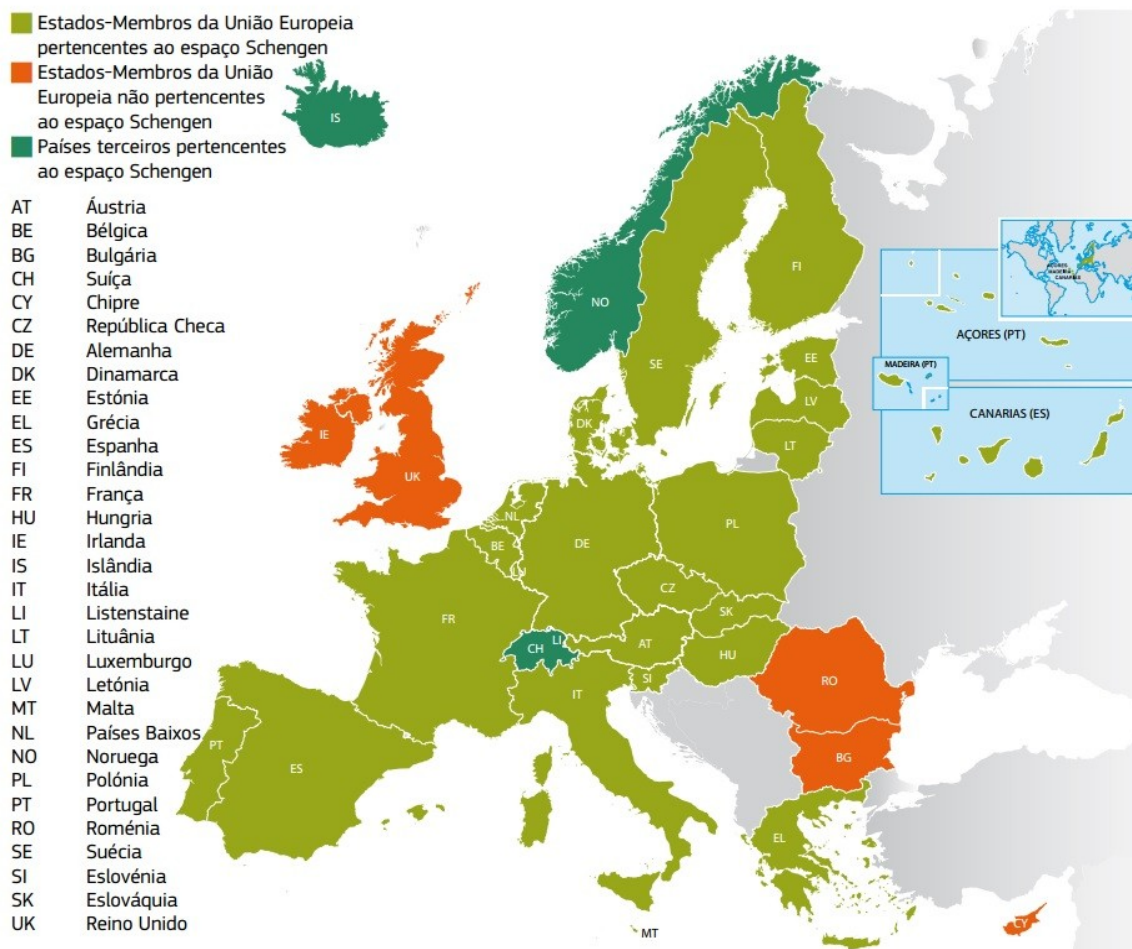 Estados-Membros da União Europeia
pertencentes ao espaço Schengen
Estados-Membros da União
Europeia não pertencentes
ao espaço Schengen
Países terceiros pertencentes
ao espaço Schengen
AT Áustria
BE Bélgica
BG Bulgária
CH Suíça
CY Chipre
CZ República Checa
DE Alemanha
DK Dinamarca
EE Estónia
EL Grécia
ES Espanha
FI Finlândia
FR França
HU Hungria
IE Irlanda
IS Islândia
IT Itália
LI Listenstaine
LT Lituânia
LU Luxemburgo
LV Letónia
MT Malta
NL Países Baixos
NO Noruega
PL Polónia
PT Portugal
RO Roménia
SE Suécia
SI Eslovénia
SK Eslováquia
UK Reino Unido
IS
NO
SE
FI
EE
LV
LT
DK
IE
UK
NL
BE
LU
DE
PL
CZ
SK
FR
CH
LI
AT
HU
SI
IT
RO
BG
PT
ES
EL
MT
CY
AÇORES
MADEIRA
CANARIAS
AÇORES (PT)
MADEIRA (PT)
CANARIAS (ES)